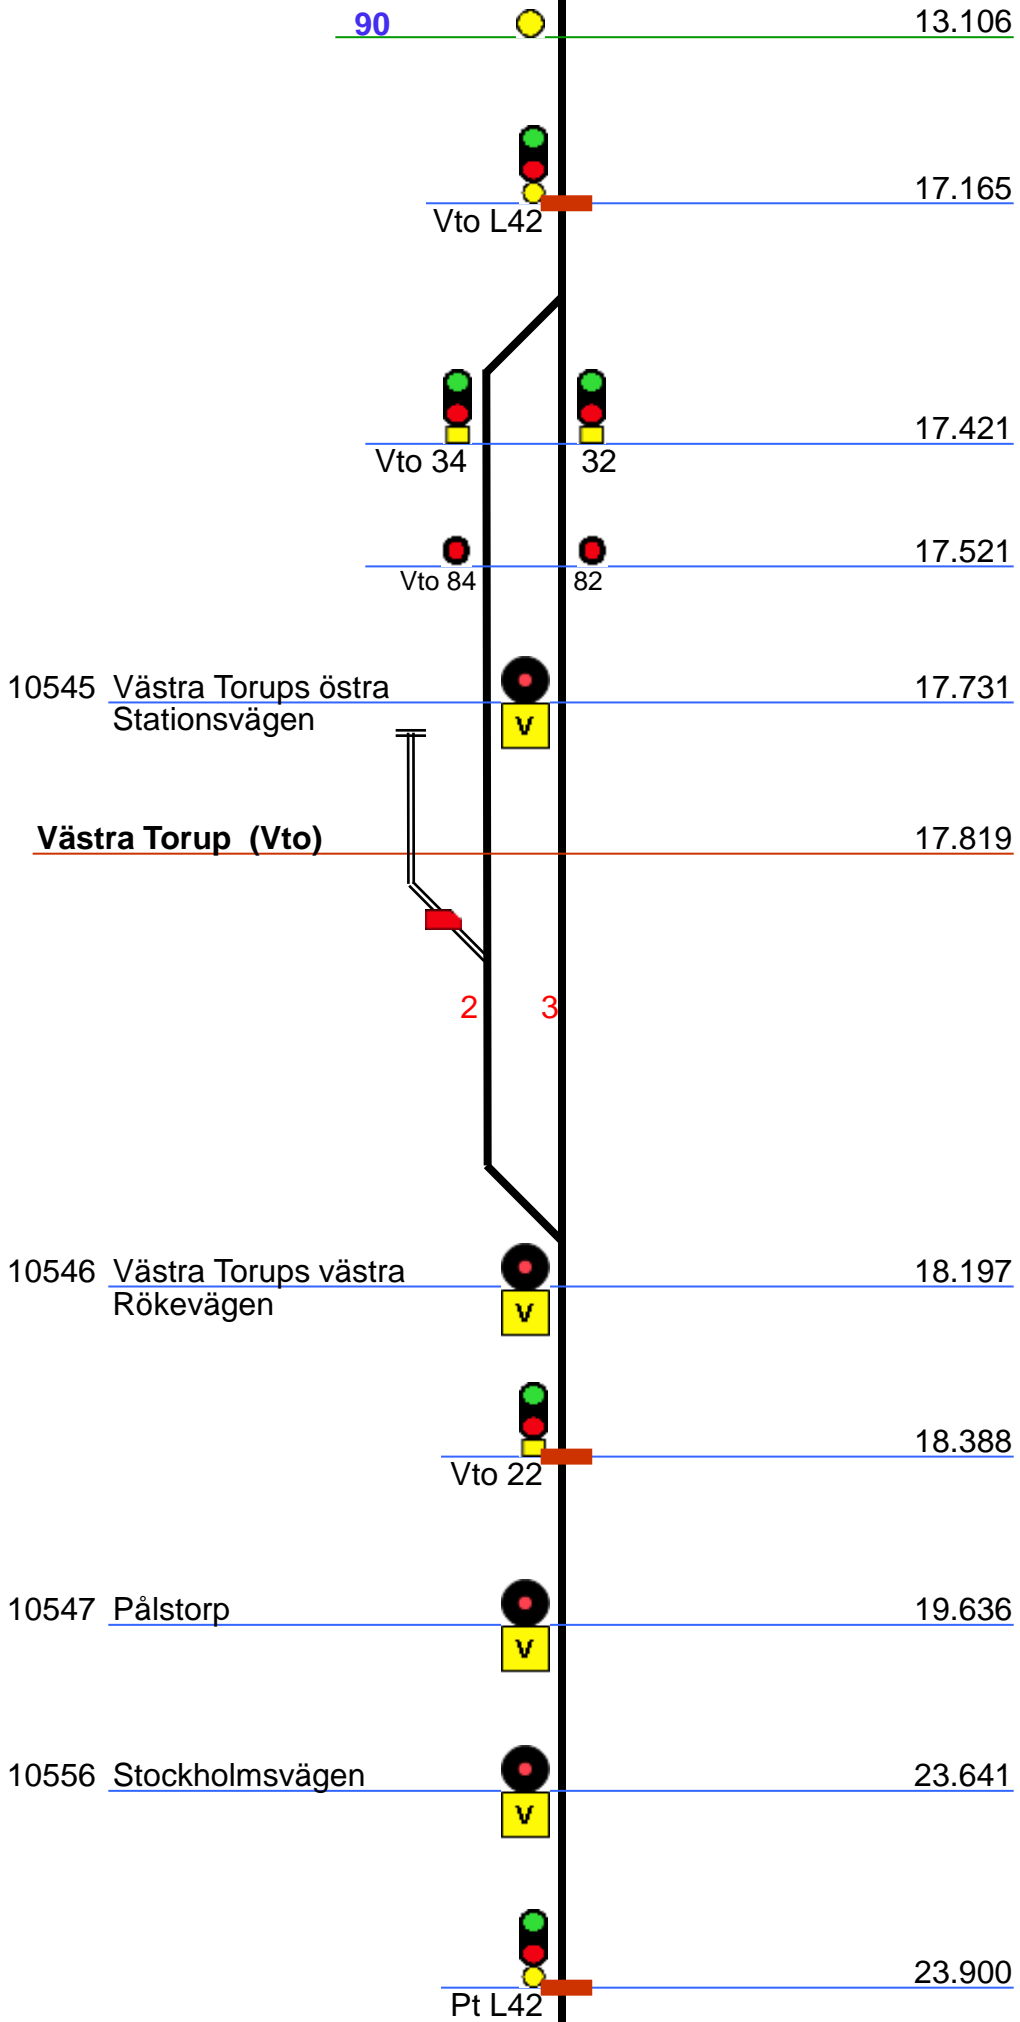 90 13.106
17.165
Vto L42
17.421
Vto 34 32
17.521
Vto 84 82
10545 Västra Torups östra 17.731
Stationsvägen
V
Västra Torup (Vto) 17.819
2 3
10546 Västra Torups västra 18.197
Rökevägen
V
18.388
Vto 22
10547 Pålstorp 19.636
V
10556 Stockholmsvägen 23.641
V
23.900
Pt L42